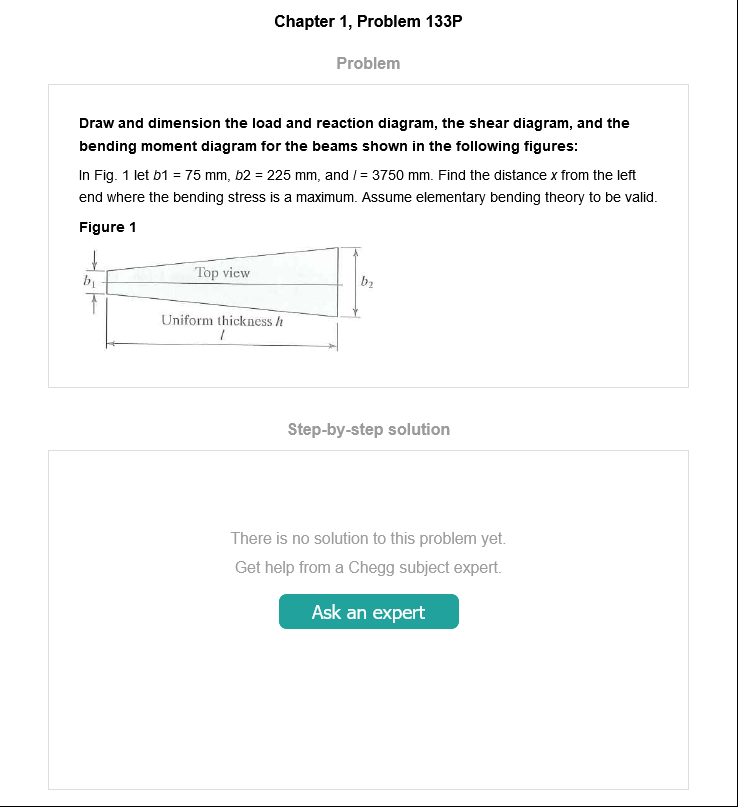 Chapter 1, Problem 133P
Problem
Draw and dimension the load and reaction diagram, the shear diagram, and the
bending moment diagram for the beams shown in the following figures:
In Fig. 1 let b1 = 75 mm, b2 = 225 mm, and l = 3750 mm. Find the distance x from the left
end where the bending stress is a maximum. Assume elementary bending theory to be valid.
Figure 1
Top view
b₁
b₂
Uniform thickness h
l
Step-by-step solution
There is no solution to this problem yet.
Get help from a Chegg subject expert.
Ask an expert